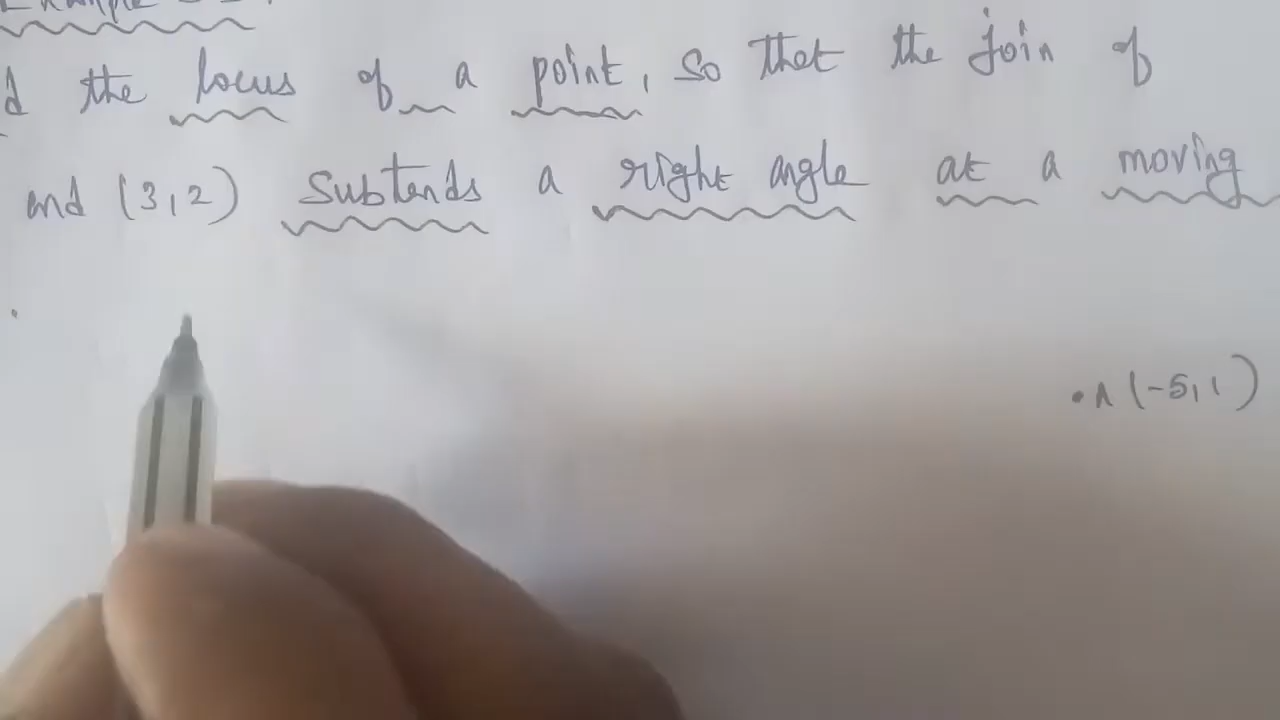 the locus of a point, so that the join of
and (3,2) subtends a right angle at a moving
.A (-5,1)